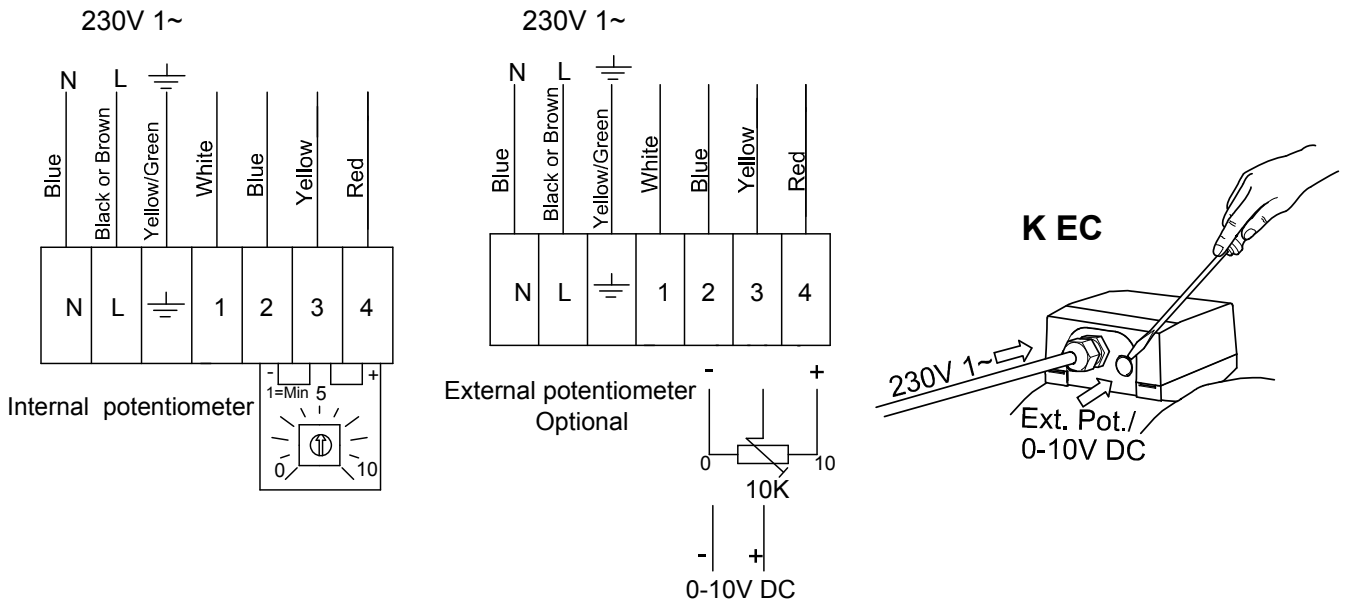 230V 1~
N L
Blue
Black or Brown
Yellow/Green
White
Blue
Yellow
Red
N L 1 2 3 4
- +
1=Min 5
0 10
Internal potentiometer
230V 1~
N L
Blue
Black or Brown
Yellow/Green
White
Blue
Yellow
Red
N L 1 2 3 4
- +
External potentiometer
Optional
0 10
10K
- +
0-10V DC
K EC
230V 1~
Ext. Pot./
0-10V DC